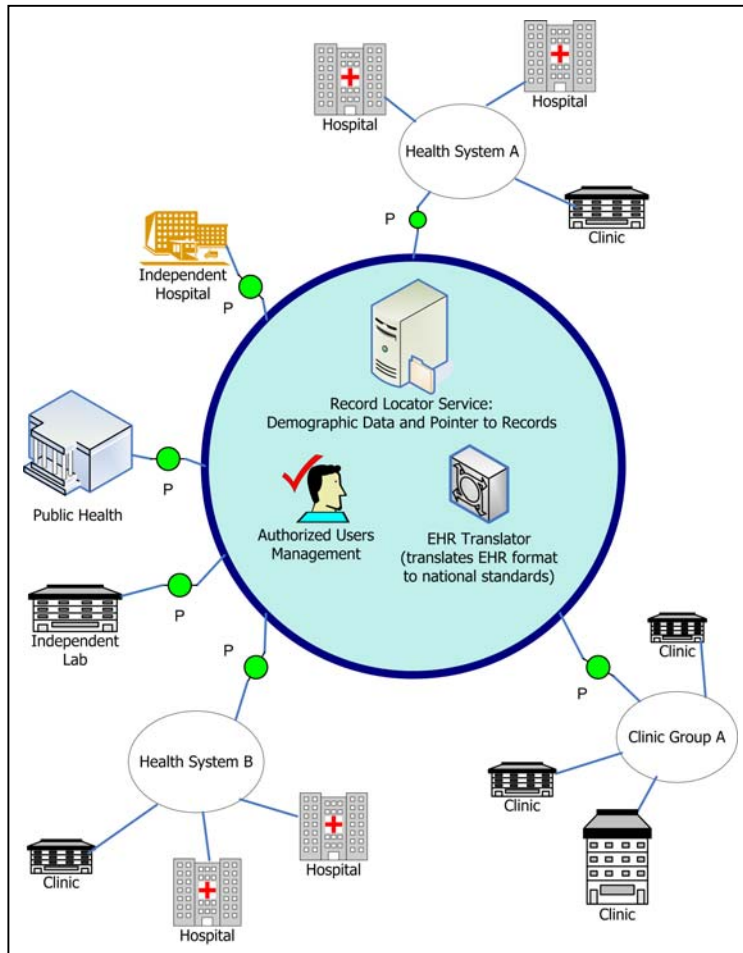 Hospital
Hospital
Health System A
P
Clinic
Independent
Hospital
P
Record Locator Service:
Demographic Data and Pointer to Records
Public Health
P
Authorized Users
Management
EHR Translator
(translates EHR format
to national standards)
Independent
Lab
P
P
Clinic
P
Health System B
Clinic Group A
Clinic
Clinic
Hospital
Hospital
Clinic